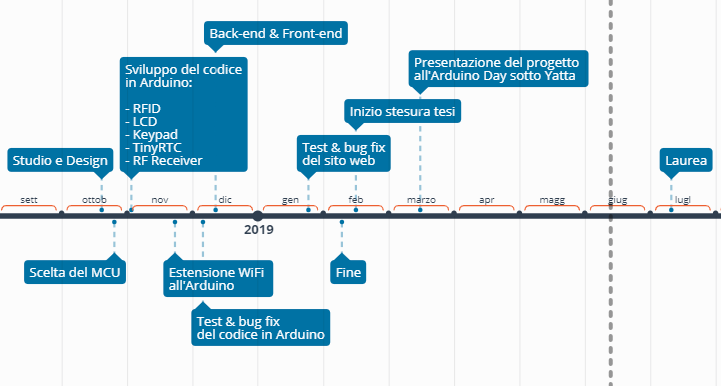 Back-end & Front-end
Sviluppo del codice
in Arduino:
- RFID
- LCD
- Keypad
- TinyRTC
- RF Receiver
Presentazione del progetto
all'Arduino Day sotto Yatta
Inizio stesura tesi
Test & bug fix
del sito web
Studio e Design
Laurea
sett
ottob
nov
dic
gen
feb
marzo
apr
magg
giug
lugl
2019
Scelta del MCU
Estensione WiFi
all'Arduino
Fine
Test & bug fix
del codice in Arduino